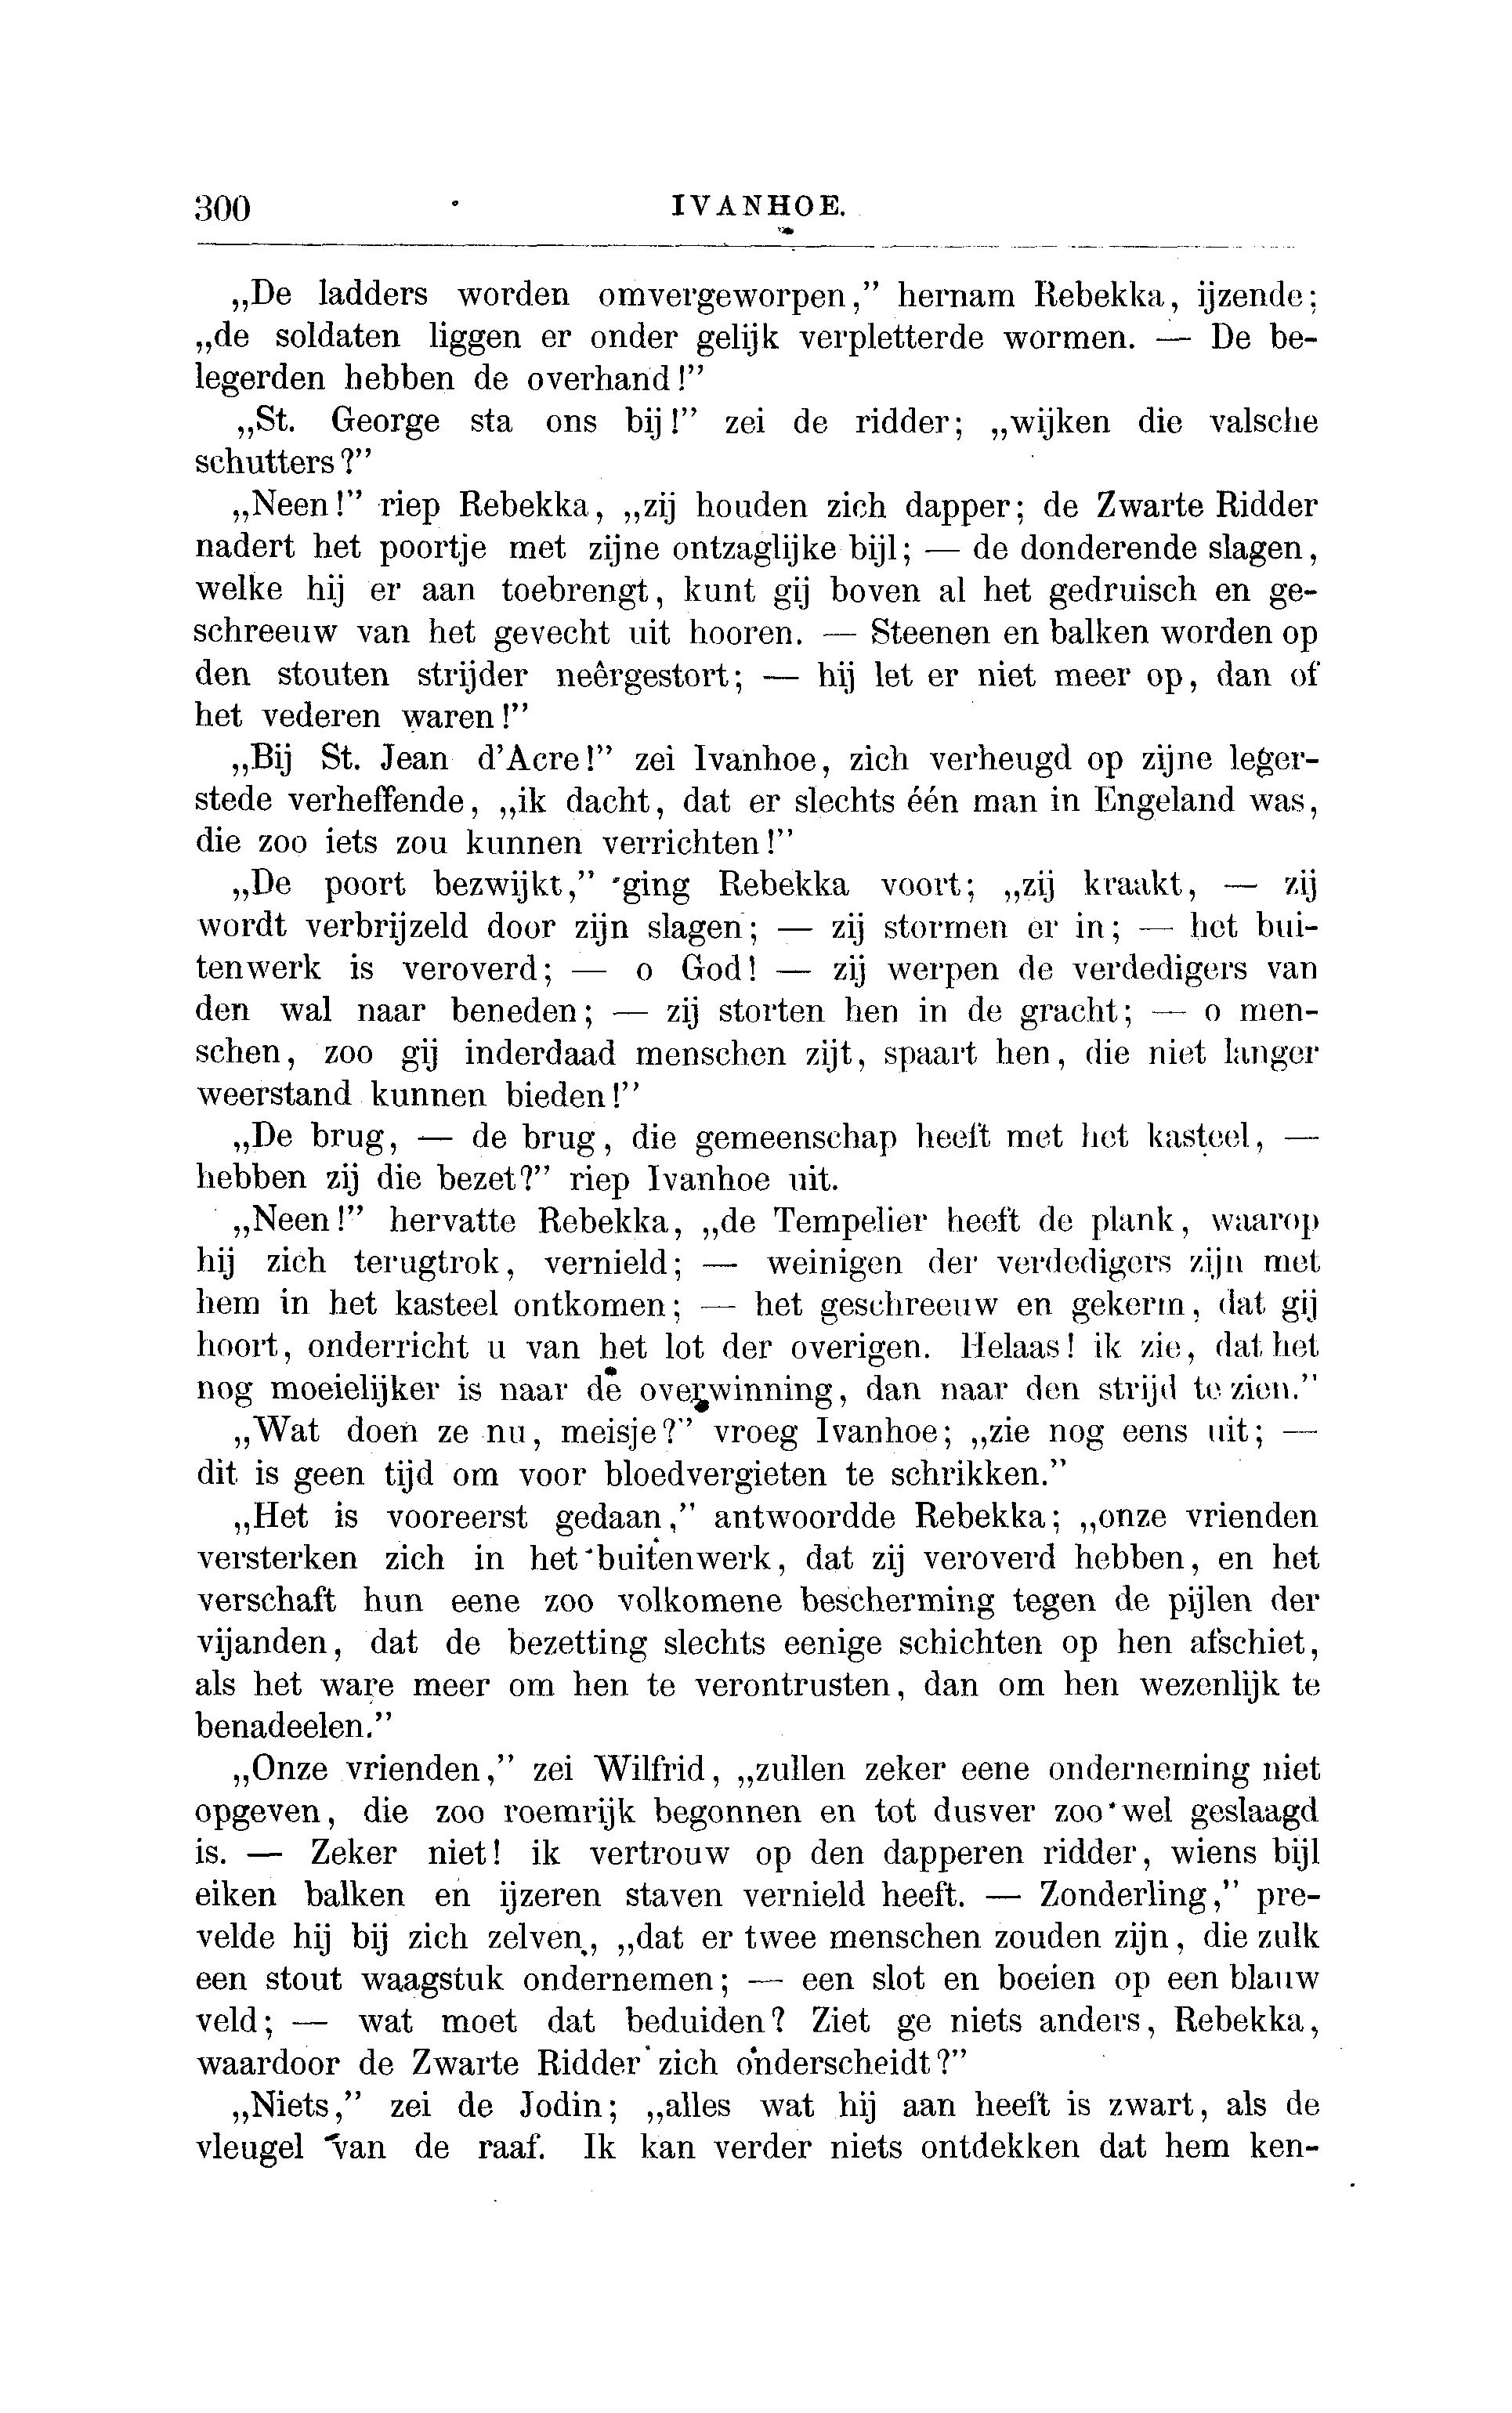 300 IVANHOE.
„De ladders worden omvergeworpen,” hernam Rebekka, ijzende;
„de soldaten liggen er onder gelijk verpletterde wormen. — De be-
legerden hebben de overhand!”
„St. George sta ons bij!” zei de ridder; „wijken die valsche
schutters?”
„Neen!” riep Rebekka, „zij houden zich dapper; de Zwarte Ridder
nadert het poortje met zijne ontzaglijke bijl; — de donderende slagen,
welke hij er aan toebrengt, kunt gij boven al het gedruisch en ge-
schreeuw van het gevecht uit hooren. — Steenen en balken worden op
den stouten strijder neêrgestort; — hij let er niet meer op, dan of
het vederen waren!”
„Bij St. Jean d’Acre!” zei Ivanhoe, zich verheugd op zijne leger-
stede verheffende, „ik dacht, dat er slechts één man in Engeland was,
die zoo iets zou kunnen verrichten!”
„De poort bezwijkt,” ging Rebekka voort; „zij kraakt, — zij
wordt verbrijzeld door zijn slagen; — zij stormen er in; — het bui-
tenwerk is veroverd; — o God! — zij werpen de verdedigers van
den wal naar beneden; — zij storten hen in de gracht; — o men-
schen, zoo gij inderdaad menschen zijt, spaart hen, die niet langer
weerstand kunnen bieden!”
„De brug, — de brug, die gemeenschap heeft met het kasteel, —
hebben zij die bezet?” riep Ivanhoe uit.
„Neen!” hervatte Rebekka, „de Tempelier heeft de plank, waarop
hij zich terugtrok, vernield; — weinigen der verdedigers zijn met
hem in het kasteel ontkomen; — het geschreeuw en gekerm, dat gij
hoort, onderricht u van het lot der overigen. Helaas! ik zie, dat het
nog moeielijker is naar de overwinning, dan naar den strijd te zien.”
„Wat doen ze nu, meisje?” vroeg Ivanhoe; „zie nog eens uit; —
dit is geen tijd om voor bloedvergieten te schrikken.”
„Het is vooreerst gedaan,” antwoordde Rebekka; „onze vrienden
versterken zich in het buitenwerk, dat zij veroverd hebben, en het
verschaft hun eene zoo volkomene bescherming tegen de pijlen der
vijanden, dat de bezetting slechts eenige schichten op hen afschiet,
als het ware meer om hen te verontrusten, dan om hen wezenlijk te
benadeelen.”
„Onze vrienden,” zei Wilfrid, „zullen zeker eene onderneming niet
opgeven, die zoo roemrijk begonnen en tot dusver zoo wel geslaagd
is. — Zeker niet! ik vertrouw op den dapperen ridder, wiens bijl
eiken balken en ijzeren staven vernield heeft. — Zonderling,” pre-
velde hij bij zich zelven, „dat er twee menschen zouden zijn, die zulk
een stout waagstuk ondernemen; — een slot en boeien op een blauw
veld; — wat moet dat beduiden? Ziet ge niets anders, Rebekka,
waardoor de Zwarte Ridder zich onderscheidt?”
„Niets,” zei de Jodin; „alles wat hij aan heeft is zwart, als de
vleugel van de raaf. Ik kan verder niets ontdekken dat hem ken-